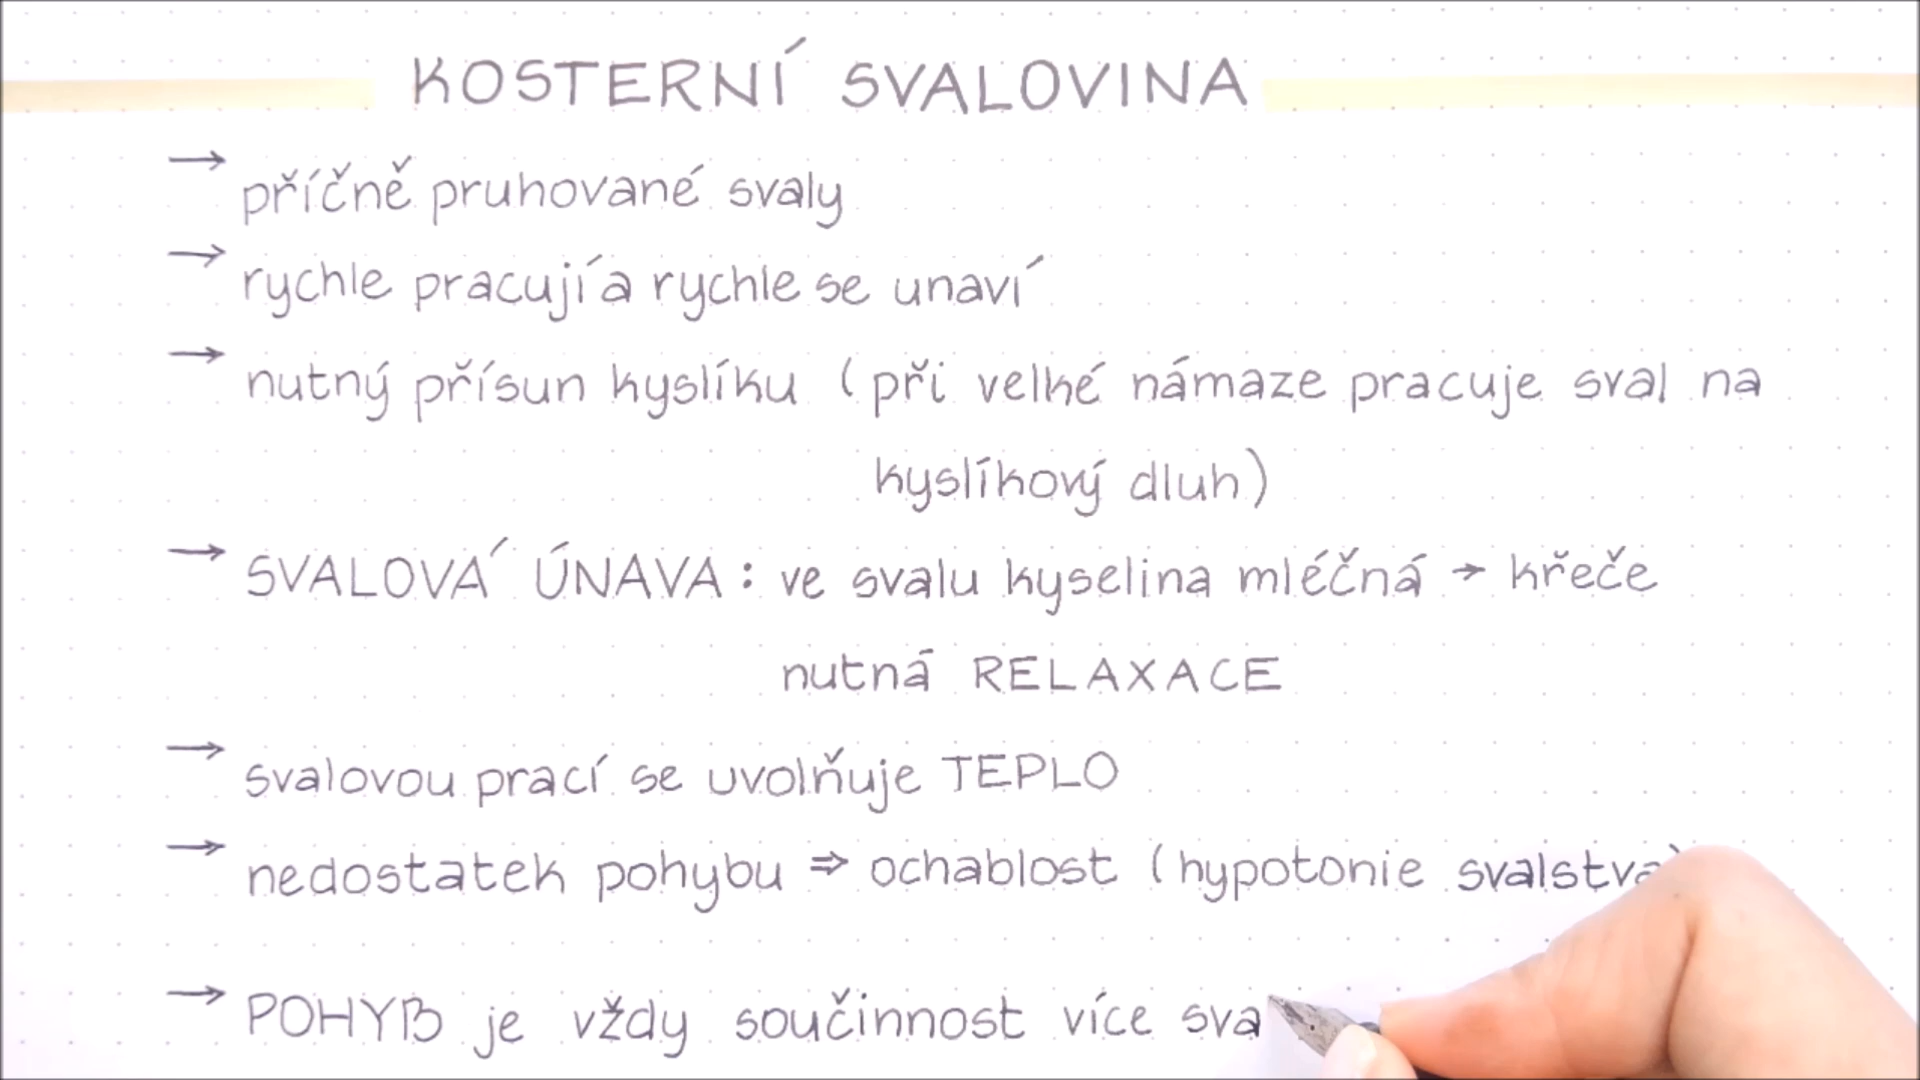 KOSTERNÍ SVALOVINA
→ příčně pruhované svaly
→ rychle pracují a rychle se unaví
→ nutný přísun kyslíku (při velké námaze pracuje sval na
kyslíkový dluh)
→ SVALOVÁ ÚNAVA: ve svalu kyselina mléčná → křeče
nutná RELAXACE
→ svalovou prací se uvolňuje TEPLO
→ nedostatek pohybu ⇒ ochablost (hypotonie svalstva)
→ POHYB je vždy součinnost více sva